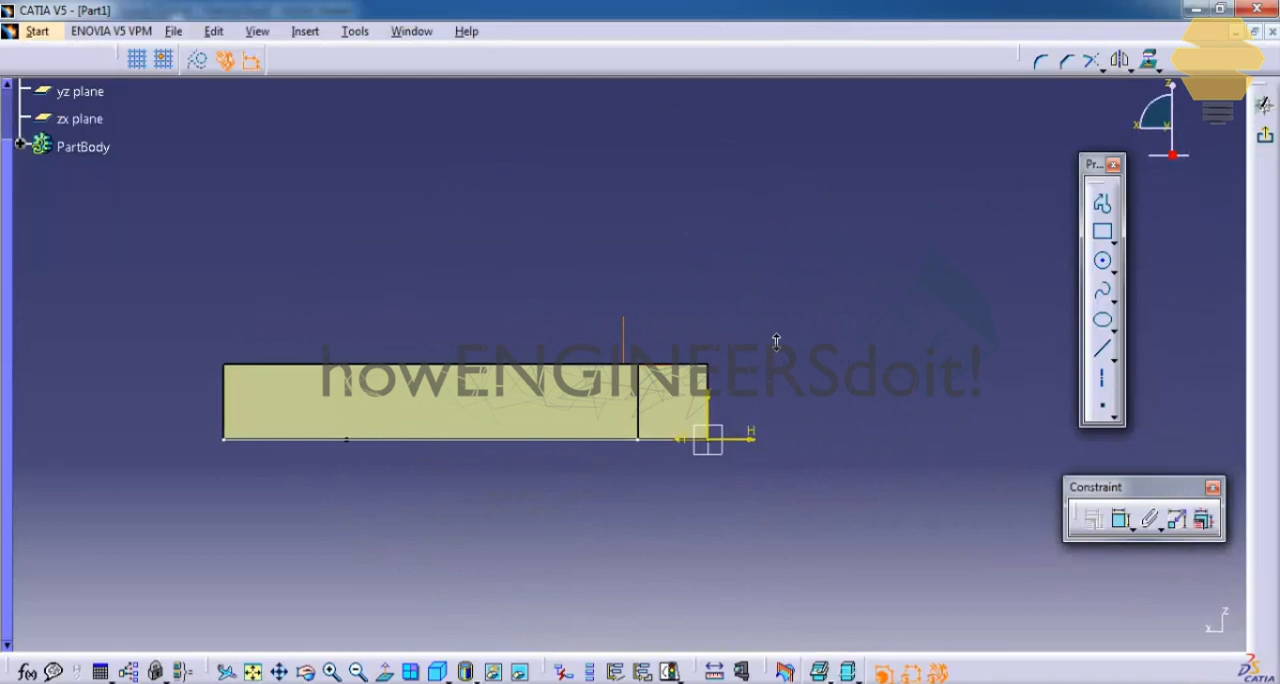 CATIA V5 - [Part1]
Start ENOVIA V5 VPM File Edit View Insert Tools Window Help
yz plane
zx plane
PartBody
z
x
y
Pr...
howENGINEERSdoit!
H
Constraint
z
x
f(x)
CATIA